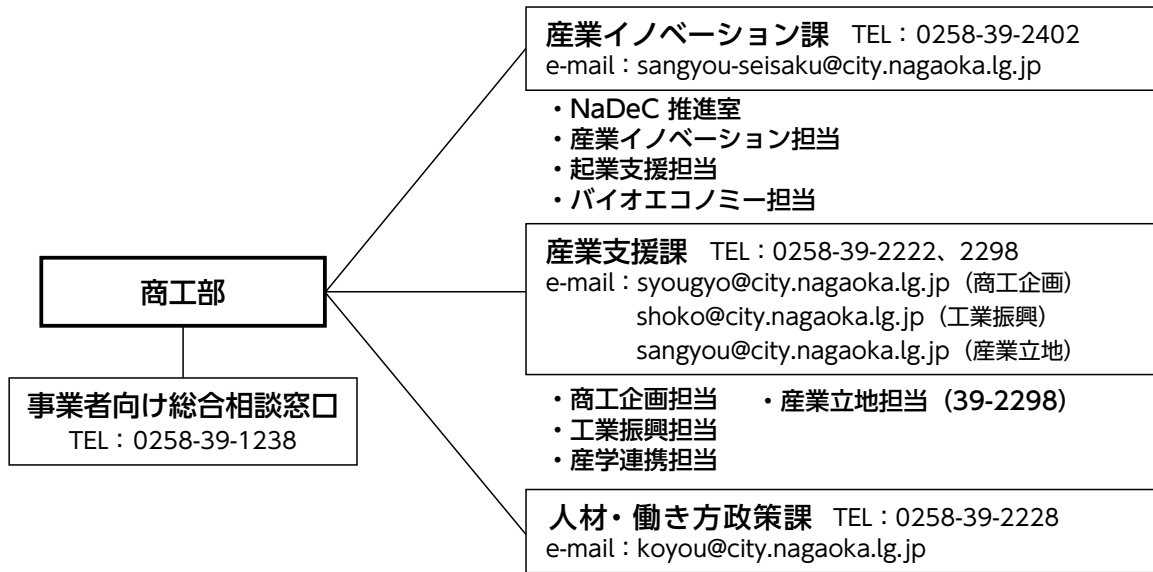 産業イノベーション課 TEL：0258-39-2402
e-mail：sangyou-seisaku@city.nagaoka.lg.jp
・NaDeC 推進室
・産業イノベーション担当
・起業支援担当
・バイオエコノミー担当
産業支援課 TEL：0258-39-2222、2298
e-mail：syougyo@city.nagaoka.lg.jp（商工企画）
shoko@city.nagaoka.lg.jp（工業振興）
sangyou@city.nagaoka.lg.jp（産業立地）
商工部
事業者向け総合相談窓口
TEL：0258-39-1238
・商工企画担当 ・産業立地担当（39-2298）
・工業振興担当
・産学連携担当
人材・働き方政策課 TEL：0258-39-2228
e-mail：koyou@city.nagaoka.lg.jp